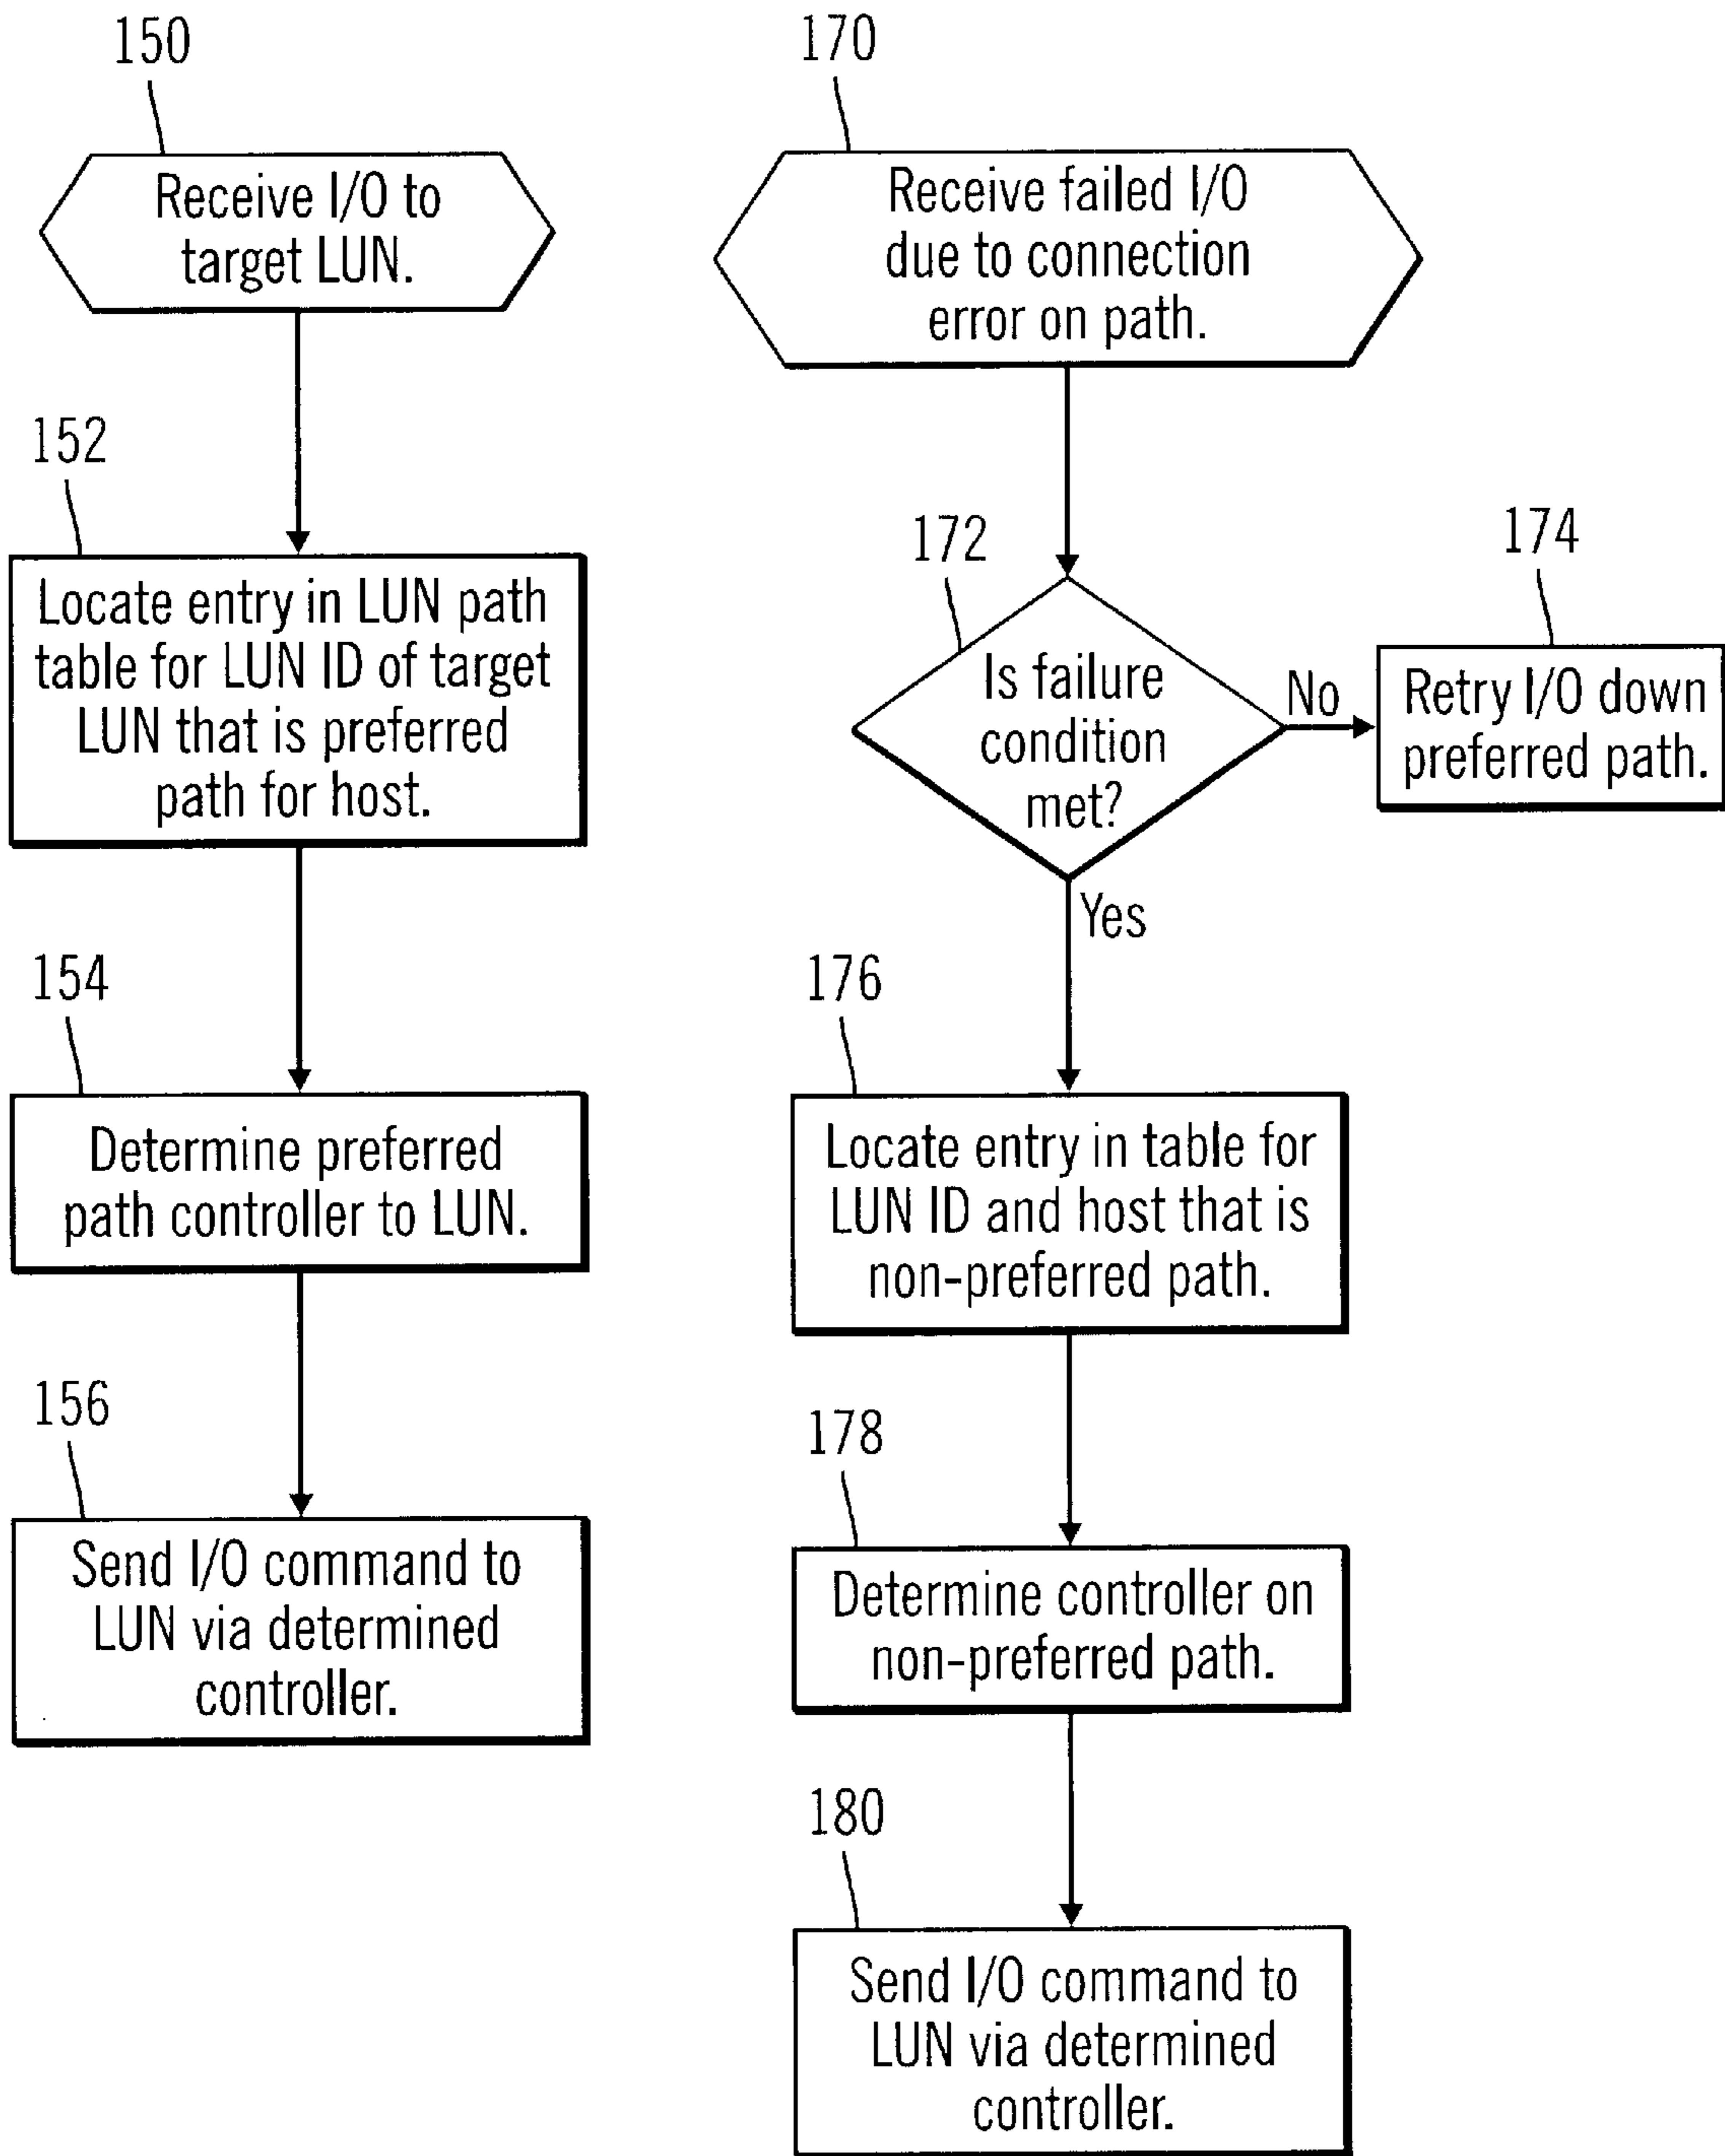 150
Receive I/O to
target LUN.
152
Locate entry in LUN path
table for LUN ID of target
LUN that is preferred
path for host.
154
Determine preferred
path controller to LUN.
156
Send I/O command to
LUN via determined
controller.
170
Receive failed I/O
due to connection
error on path.
172
Is failure
condition
met?
No
174
Retry I/O down
preferred path.
Yes
176
Locate entry in table for
LUN ID and host that is
non-preferred path.
178
Determine controller on
non-preferred path.
180
Send I/O command to
LUN via determined
controller.